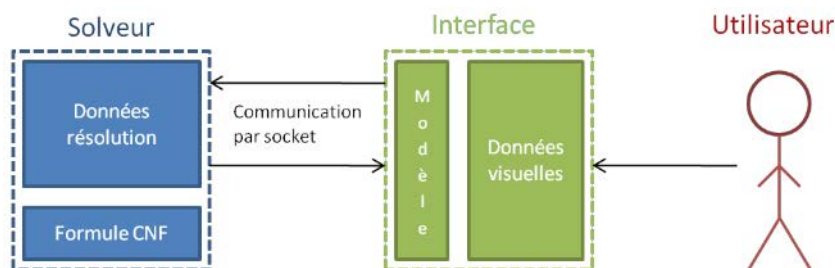 Solveur
Interface
Utilisateur
Données
résolution
Formule CNF
Communication
par socket
M
o
d
è
l
e
Données
visuelles